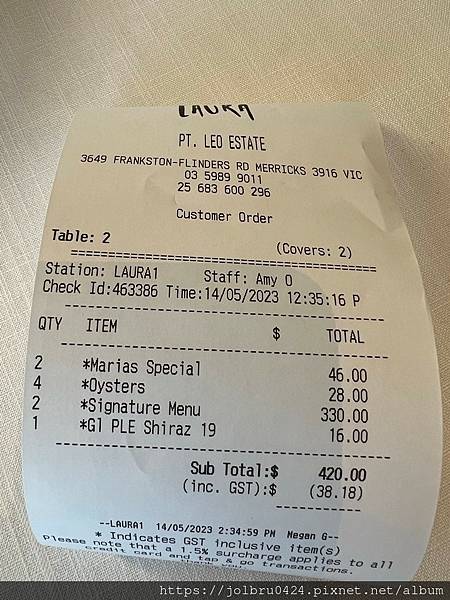 LAURA
PT. LEO ESTATE
3649 FRANKSTON-FLINDERS RD MERRICKS 3916 VIC
03 5989 9011
25 683 600 296
Customer Order
Table: 2 (Covers: 2)
Station: LAURA1 Staff: Amy O
Check Id:463386 Time:14/05/2023 12:35:16 P
QTY ITEM $ TOTAL
2 *Marias Special 46.00
4 *Oysters 28.00
2 *Signature Menu 330.00
1 *Gl PLE Shiraz 19 16.00
Sub Total:$ 420.00
(inc. GST):$ (38.18)
--LAURA1 14/05/2023 2:34:59 PM Megan G--
* Indicates GST inclusive item(s)
Please note that a 1.5% surcharge applies to all
credit card and tap & go transactions.
https://jolbru0424.pixnet.net/album